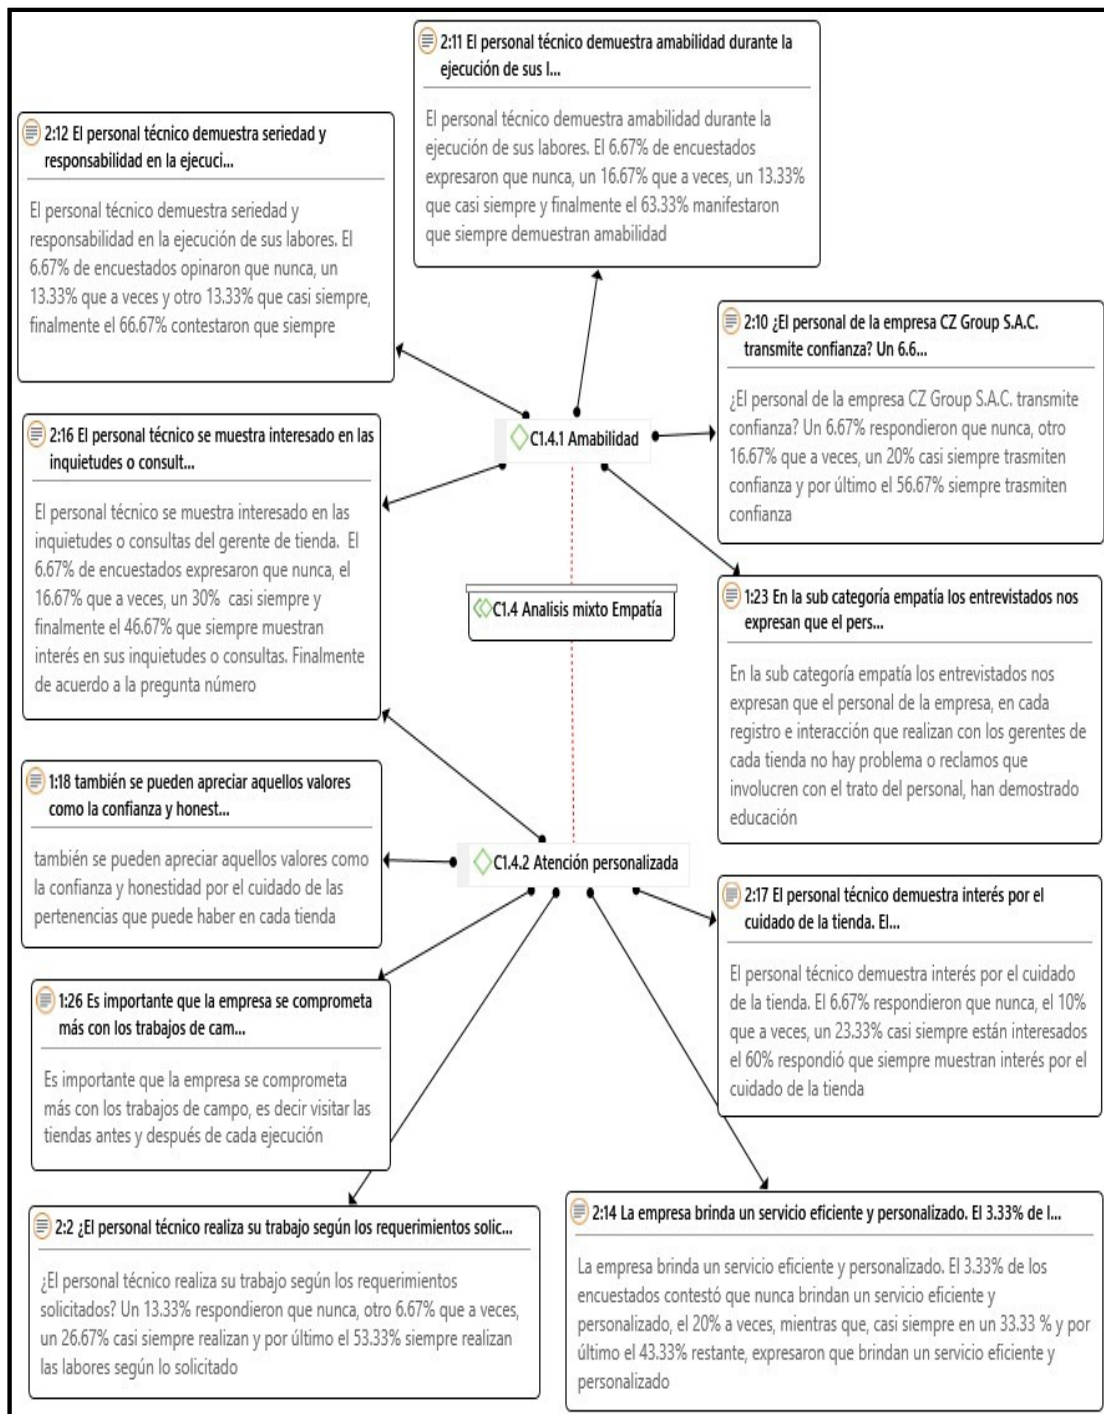 2:11 El personal técnico demuestra amabilidad durante la
ejecución de sus l...
El personal técnico demuestra amabilidad durante la
ejecución de sus labores. El 6.67% de encuestados
expresaron que nunca, un 16.67% que a veces, un 13.33%
que casi siempre y finalmente el 63.33% manifestaron
que siempre demuestran amabilidad
2:12 El personal técnico demuestra seriedad y
responsabilidad en la ejecuci...
El personal técnico demuestra seriedad y
responsabilidad en la ejecución de sus labores. El
6.67% de encuestados opinaron que nunca, un
13.33% que a veces y otro 13.33% que casi siempre,
finalmente el 66.67% contestaron que siempre
2:10 ¿El personal de la empresa CZ Group S.A.C.
transmite confianza? Un 6.6...
¿El personal de la empresa CZ Group S.A.C. transmite
confianza? Un 6.67% respondieron que nunca, otro
16.67% que a veces, un 20% casi siempre trasmiten
confianza y por último el 56.67% siempre trasmiten
confianza
C1.4.1 Amabilidad
2:16 El personal técnico se muestra interesado en las
inquietudes o consult...
El personal técnico se muestra interesado en las
inquietudes o consultas del gerente de tienda. El
6.67% de encuestados expresaron que nunca, el
16.67% que a veces, un 30% casi siempre y
finalmente el 46.67% que siempre muestran
interés en sus inquietudes o consultas. Finalmente
de acuerdo a la pregunta número
C1.4 Analisis mixto Empatía
1:23 En la sub categoría empatía los entrevistados nos
expresan que el pers...
En la sub categoría empatía los entrevistados nos
expresan que el personal de la empresa, en cada
registro e interacción que realizan con los gerentes de
cada tienda no hay problema o reclamos que
involucren con el trato del personal, han demostrado
educación
1:18 también se pueden apreciar aquellos valores
como la confianza y honest...
también se pueden apreciar aquellos valores como
la confianza y honestidad por el cuidado de las
pertenencias que puede haber en cada tienda
C1.4.2 Atención personalizada
2:17 El personal técnico demuestra interés por el
cuidado de la tienda. El...
El personal técnico demuestra interés por el cuidado
de la tienda. El 6.67% respondieron que nunca, el 10%
que a veces, un 23.33% casi siempre están interesados
el 60% respondió que siempre muestran interés por el
cuidado de la tienda
1:26 Es importante que la empresa se comprometa
más con los trabajos de cam...
Es importante que la empresa se comprometa
más con los trabajos de campo, es decir visitar las
tiendas antes y después de cada ejecución
2:2 ¿El personal técnico realiza su trabajo según los requerimientos solic...
¿El personal técnico realiza su trabajo según los requerimientos
solicitados? Un 13.33% respondieron que nunca, otro 6.67% que a veces,
un 26.67% casi siempre realizan y por último el 53.33% siempre realizan
las labores según lo solicitado
2:14 La empresa brinda un servicio eficiente y personalizado. El 3.33% de l...
La empresa brinda un servicio eficiente y personalizado. El 3.33% de los
encuestados contestó que nunca brindan un servicio eficiente y
personalizado, el 20% a veces, mientras que, casi siempre en un 33.33 % y por
último el 43.33% restante, expresaron que brindan un servicio eficiente y
personalizado